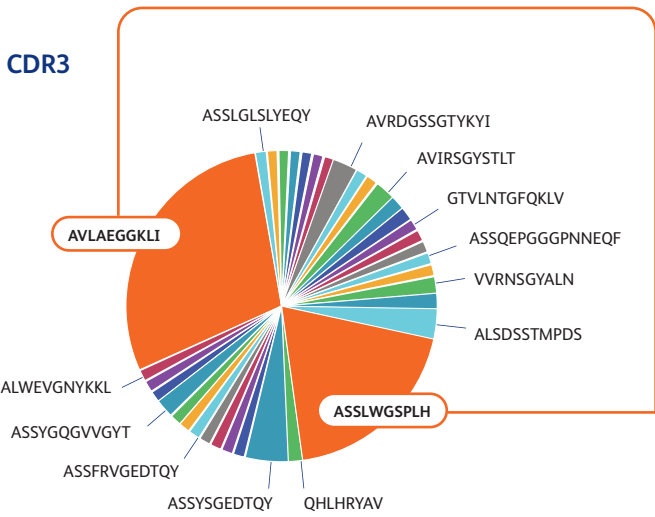 CDR3
ASSLGLSLYEQY
AVRDGSSGTYKYI
AVIRSGYSTLT
GTVLNTGFQKLV
AVLAEGGKLI
ASSQEPGGGPNNEQF
VVRNSGYALN
ALSDSSTMPDS
ALWEVGNYKKL
ASSLWGSPLH
ASSYGQGVVGYT
ASSFRVGEDTQY
ASSYSGEDTQY
QHLHRYAV